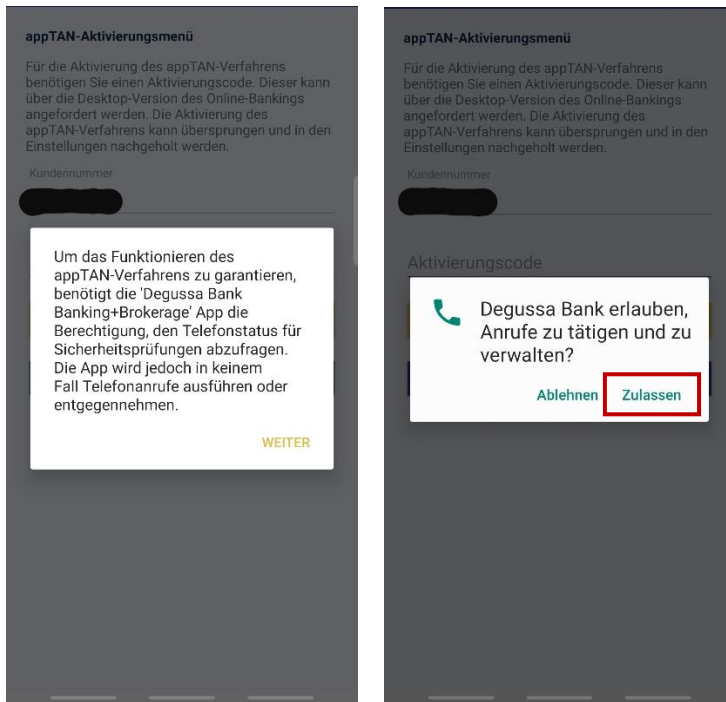 appTAN-Aktivierungsmenü
Für die Aktivierung des appTAN-Verfahrens
benötigen Sie einen Aktivierungscode. Dieser kann
über die Desktop-Version des Online-Bankings
angefordert werden. Die Aktivierung des
appTAN-Verfahrens kann übersprungen und in den
Einstellungen nachgeholt werden.
Kundennummer
Um das Funktionieren des
appTAN-Verfahrens zu garantieren,
benötigt die 'Degussa Bank
Banking+Brokerage' App die
Berechtigung, den Telefonstatus für
Sicherheitsprüfungen abzufragen.
Die App wird jedoch in keinem
Fall Telefonanrufe ausführen oder
entgegennehmen.
WEITER
appTAN-Aktivierungsmenü
Für die Aktivierung des appTAN-Verfahrens
benötigen Sie einen Aktivierungscode. Dieser kann
über die Desktop-Version des Online-Bankings
angefordert werden. Die Aktivierung des
appTAN-Verfahrens kann übersprungen und in den
Einstellungen nachgeholt werden.
Kundennummer
Aktivierungscode
Degussa Bank erlauben,
Anrufe zu tätigen und zu
verwalten?
Ablehnen Zulassen